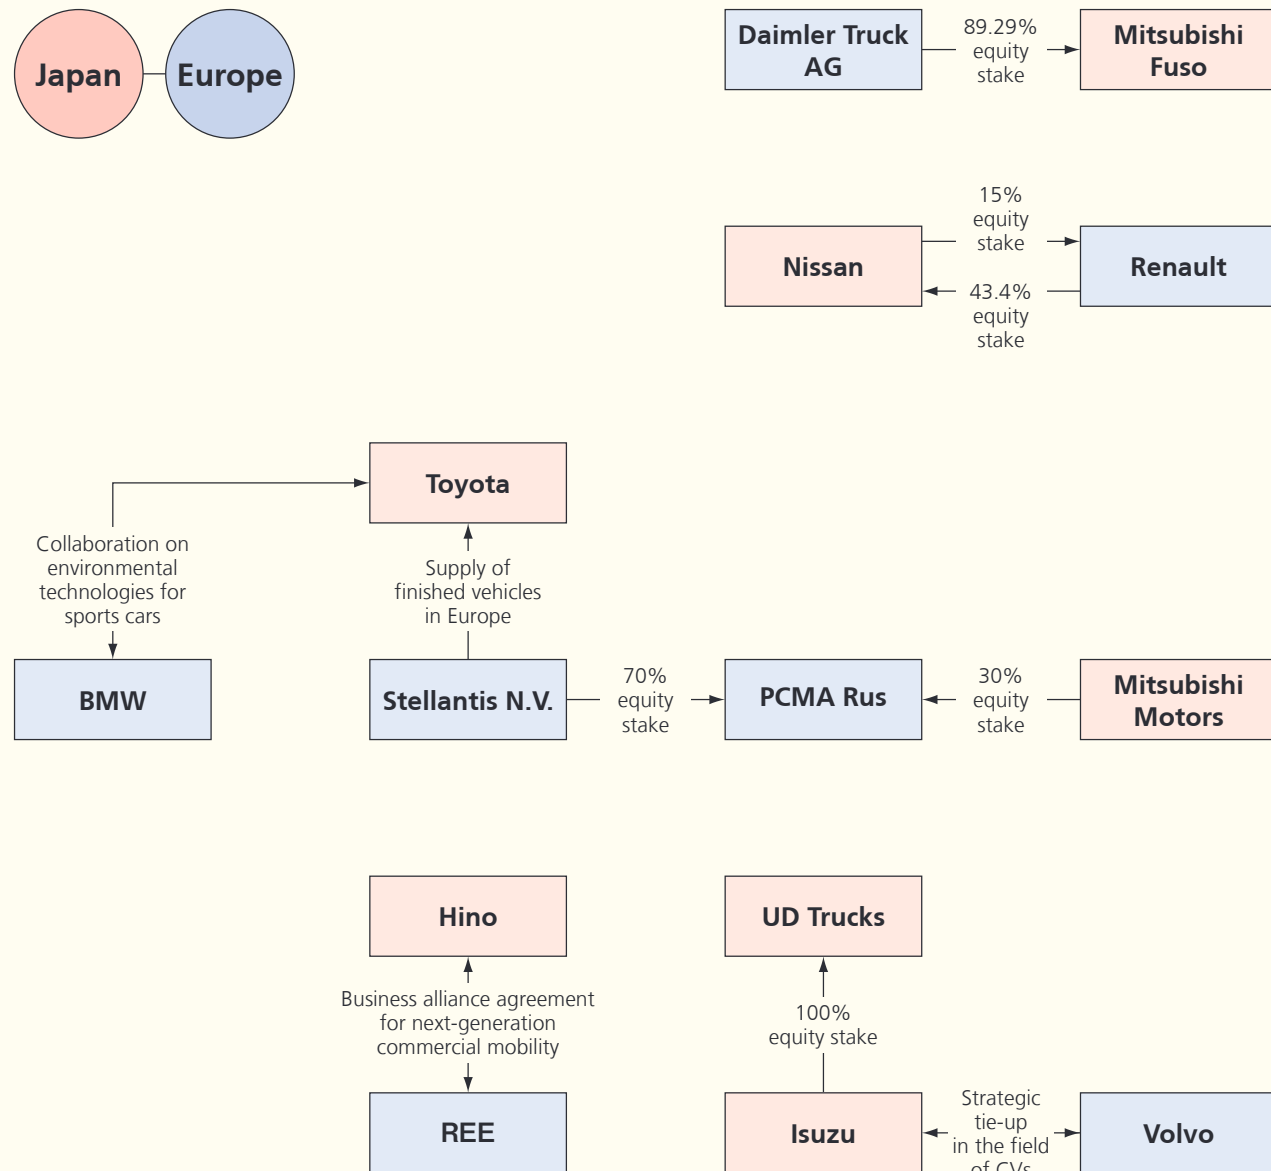 Japan
Europe
Daimler Truck
AG
89.29%
equity
stake
Mitsubishi
Fuso
Nissan
15%
equity
stake
43.4%
equity
stake
Renault
Toyota
Collaboration on
environmental
technologies for
sports cars
Supply of
finished vehicles
in Europe
BMW
Stellantis N.V.
70%
equity
stake
PCMA Rus
30%
equity
stake
Mitsubishi
Motors
Hino
UD Trucks
Business alliance agreement
for next-generation
commercial mobility
100%
equity stake
REE
Isuzu
Strategic
tie-up
in the field
of CVs
Volvo